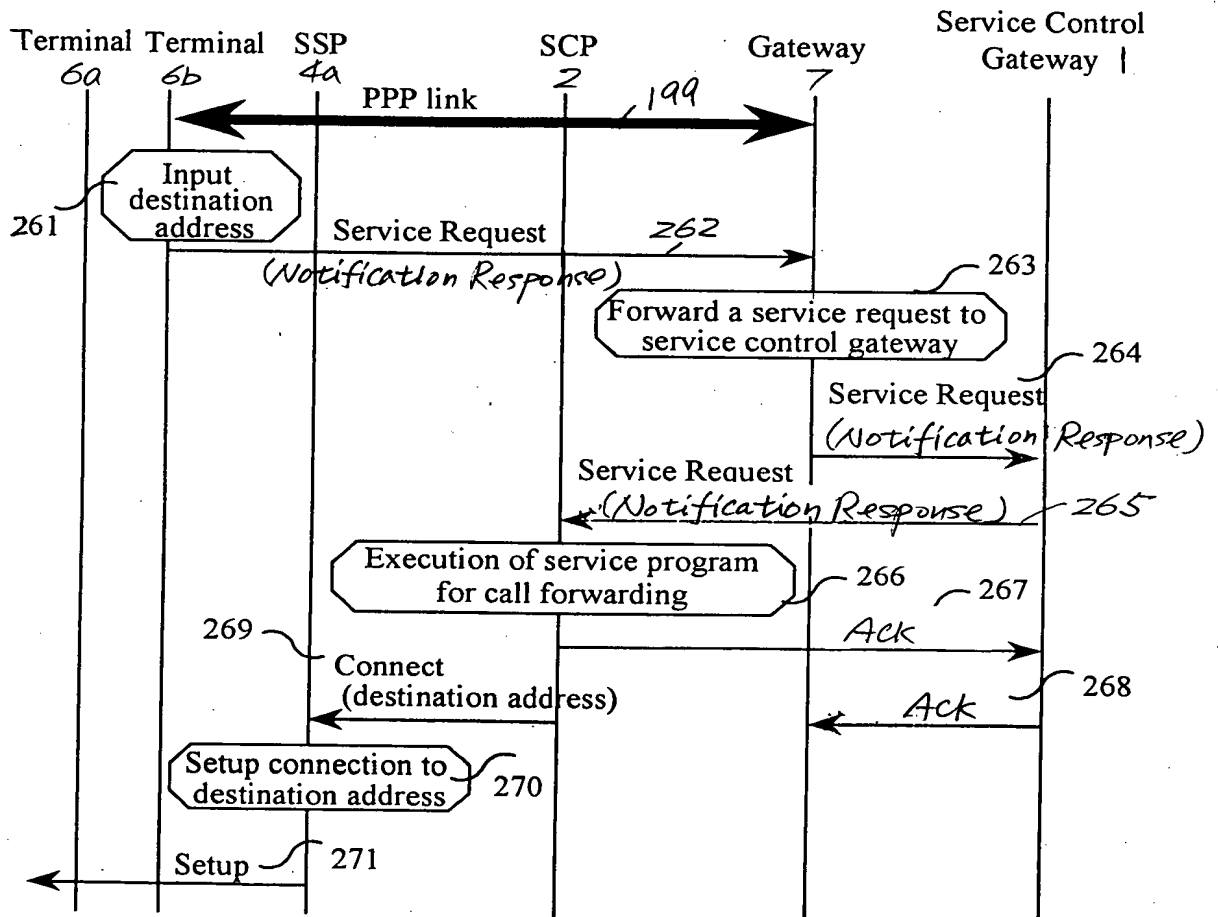 Service Control
Gateway 1
Terminal Terminal SSP SCP Gateway
6a 6b 4a 2 7
PPP link 199
Input
destination
address
261
Service Request 262
(Notification Response)
263
Forward a service request to
service control gateway
264
Service Request
(Notification Response)
Service Request
(Notification Response) 265
Execution of service program
for call forwarding
266
267
Ack
269
Connect
(destination address)
268
Ack
Setup connection to
destination address
270
Setup 271